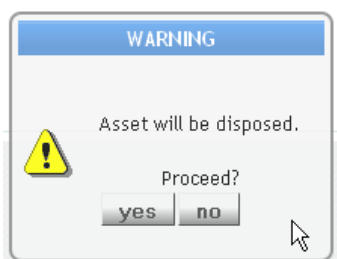 WARNING
Asset will be disposed.
Proceed?
yes no